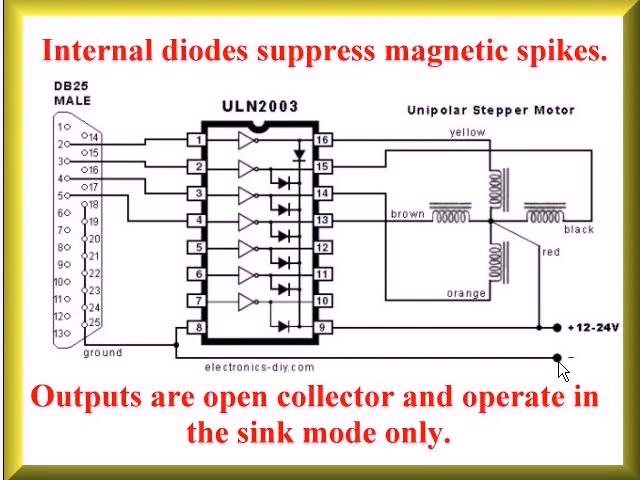 Internal diodes suppress magnetic spikes.
DB25
MALE
ULN2003
Unipolar Stepper Motor
1
2
3
4
5
6
7
8
9
10
11
12
13
14
15
16
17
18
19
20
21
22
23
24
25
1
2
3
4
5
6
7
8
16
15
14
13
12
11
10
9
yellow
brown
black
red
orange
+12-24V
-
ground
electronics-diy.com
Outputs are open collector and operate in
the sink mode only.